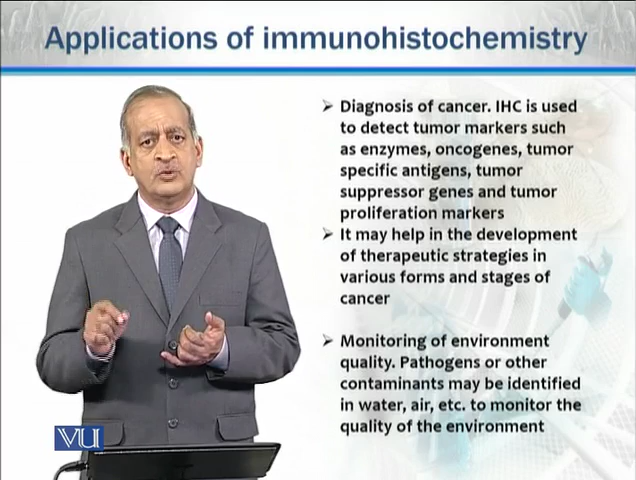 Applications of immunohistochemistry
➢ Diagnosis of cancer. IHC is used
to detect tumor markers such
as enzymes, oncogenes, tumor
specific antigens, tumor
suppressor genes and tumor
proliferation markers
➢ It may help in the development
of therapeutic strategies in
various forms and stages of
cancer
➢ Monitoring of environment
quality. Pathogens or other
contaminants may be identified
in water, air, etc. to monitor the
quality of the environment
VU